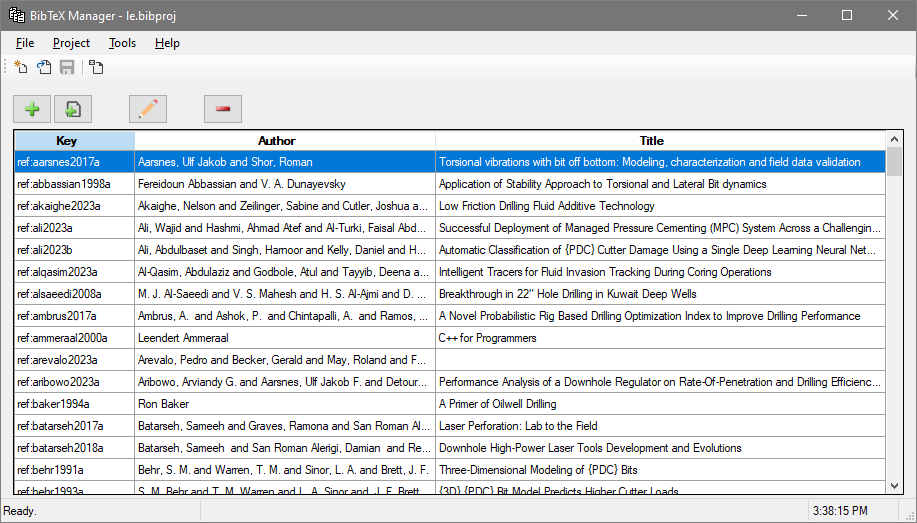 BibTeX Manager - le.bibproj
File Project Tools Help
Key Author Title
ref:aarsnes2017a Aarsnes, Ulf Jakob and Shor, Roman Torsional vibrations with bit off bottom: Modeling, characterization and field data validation
ref:abbassian1998a Fereidoun Abbassian and V. A. Dunayevsky Application of Stability Approach to Torsional and Lateral Bit dynamics
ref:akaighe2023a Akaighe, Nelson and Zeilinger, Sabine and Cutler, Joshua a... Low Friction Drilling Fluid Additive Technology
ref:ali2023a Ali, Wajid and Hashmi, Ahmad Atef and Al-Turki, Faisal Abd... Successful Deployment of Managed Pressure Cementing (MPC) System Across a Challengin...
ref:ali2023b Ali, Abdulbaset and Singh, Harnoor and Kelly, Daniel and H... Automatic Classification of {PDC} Cutter Damage Using a Single Deep Learning Neural Net...
ref:alqasim2023a Al-Qasim, Abdulaziz and Godbole, Atul and Tayyib, Deena a... Intelligent Tracers for Fluid Invasion Tracking During Coring Operations
ref:alsaeedi2008a M. J. Al-Saeedi and V. S. Mahesh and H. S. Al-Ajmi and D. ... Breakthrough in 22" Hole Drilling in Kuwait Deep Wells
ref:ambrus2017a Ambrus, A. and Ashok, P. and Chintapalli, A. and Ramos, ... A Novel Probabilistic Rig Based Drilling Optimization Index to Improve Drilling Performance
ref:ammeraal2000a Leendert Ammeraal C++ for Programmers
ref:arevalo2023a Arevalo, Pedro and Becker, Gerald and May, Roland and F...
ref:aribowo2023a Aribowo, Arviandy G. and Aarsnes, Ulf Jakob F. and Detour... Performance Analysis of a Downhole Regulator on Rate-Of-Penetration and Drilling Efficienc...
ref:baker1994a Ron Baker A Primer of Oilwell Drilling
ref:batarseh2017a Batarseh, Sameeh and Graves, Ramona and San Roman Al... Laser Perforation: Lab to the Field
ref:batarseh2018a Batarseh, Sameeh and San Roman Alerigi, Damian and Re... Downhole High-Power Laser Tools Development and Evolutions
ref:behr1991a Behr, S. M. and Warren, T. M. and Sinor, L. A. and Brett, J. F. Three-Dimensional Modeling of {PDC} Bits
ref:behr1993a S. M. Behr and T. M. Warren and L. A. Sinor and J. F. Brett {3D} {PDC} Bit Model Predicts Higher Cutter Loads
Ready. 3:38:15 PM